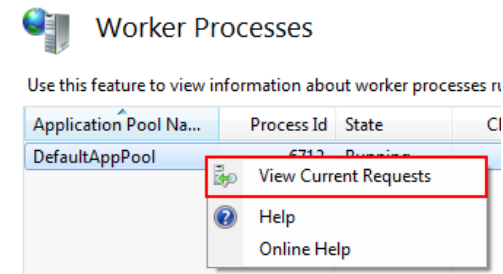 Worker Processes
Use this feature to view information about worker processes
Application Pool Na... Process Id State
DefaultAppPool
View Current Requests
Help
Online Help